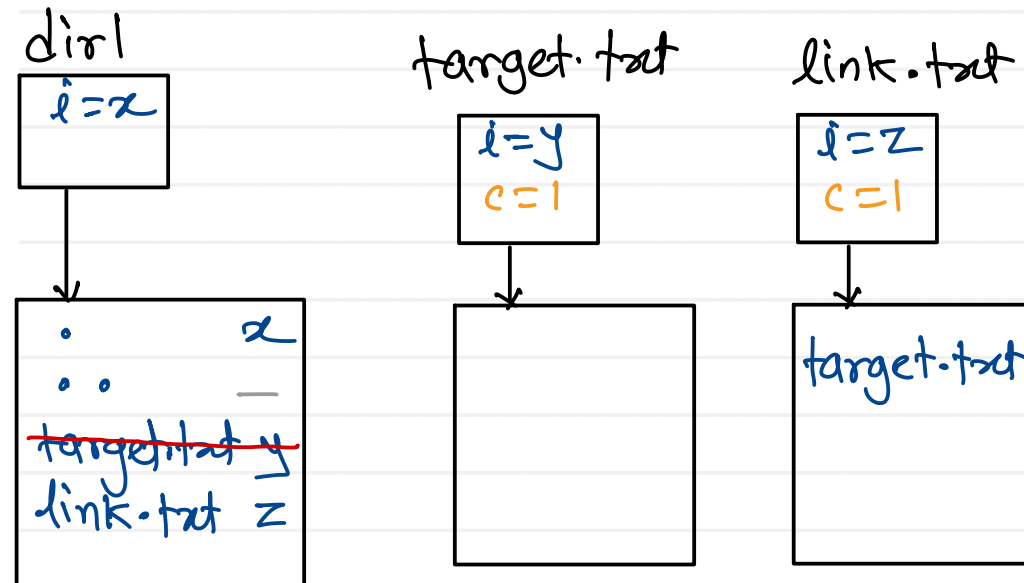 dir1
i=x
target.txt
i=y
c=1
link.txt
i=z
c=1
. x
.. _
target.txt y
link.txt z
target.txt